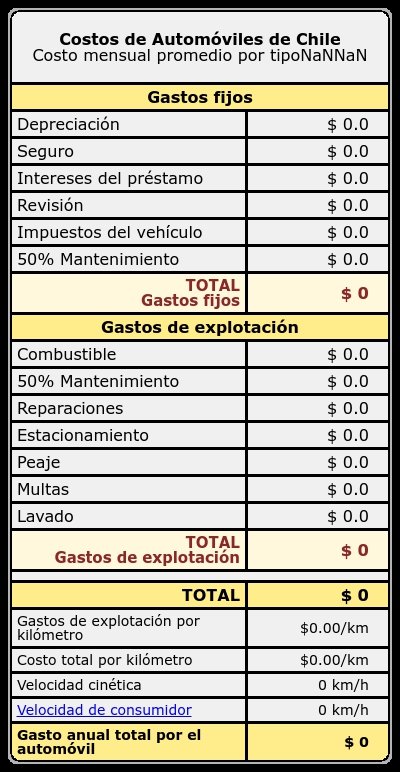 Costos de Automóviles de Chile
Costo mensual promedio por tipoNaNNaN
Gastos fijos
Depreciación $ 0.0
Seguro $ 0.0
Intereses del préstamo $ 0.0
Revisión $ 0.0
Impuestos del vehículo $ 0.0
50% Mantenimiento $ 0.0
TOTAL
Gastos fijos $ 0
Gastos de explotación
Combustible $ 0.0
50% Mantenimiento $ 0.0
Reparaciones $ 0.0
Estacionamiento $ 0.0
Peaje $ 0.0
Multas $ 0.0
Lavado $ 0.0
TOTAL
Gastos de explotación $ 0
TOTAL $ 0
Gastos de explotación por
kilómetro $0.00/km
Costo total por kilómetro $0.00/km
Velocidad cinética 0 km/h
Velocidad de consumidor 0 km/h
Gasto anual total por el
automóvil $ 0